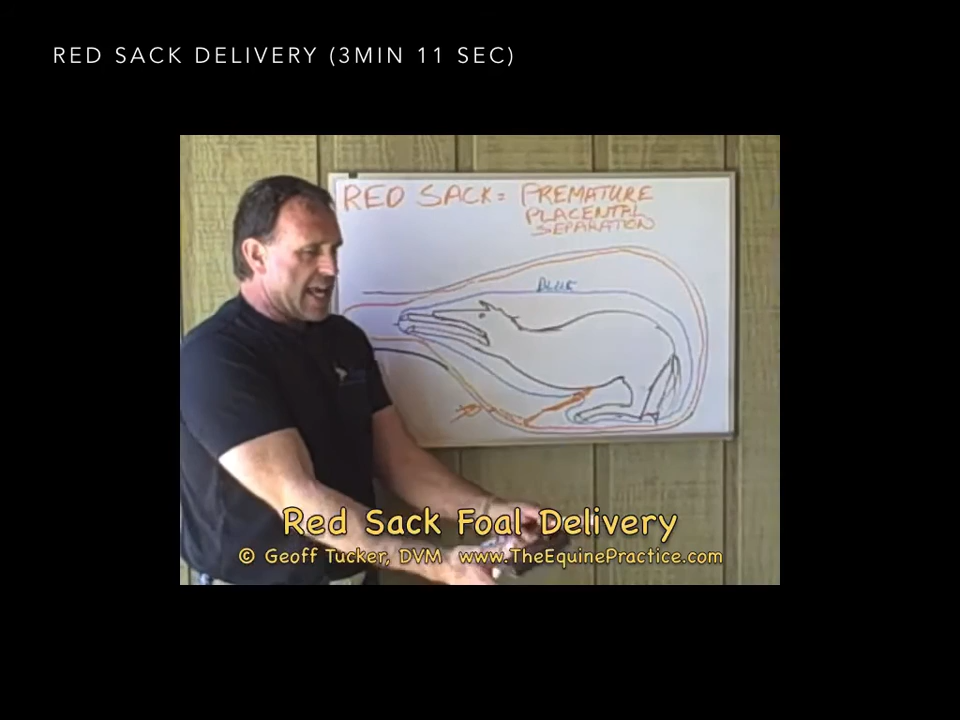 RED SACK DELIVERY (3MIN 11 SEC)
RED SACK = PREMATURE
PLACENTAL
SEPARATION
BLUE
Red Sack Foal Delivery
© Geoff Tucker, DVM www.TheEquinePractice.com